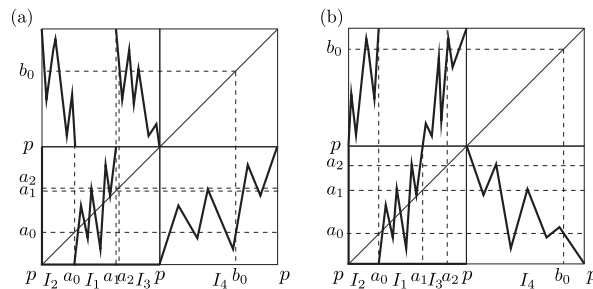 (a)
b₀
p
a₂
a₁
a₀
p I₂ a₀ I₁ a₁ a₂ I₃ p I₄ b₀ p
(b)
b₀
p
a₂
a₁
a₀
p I₂ a₀ I₁ a₁ I₃ a₂ p I₄ b₀ p